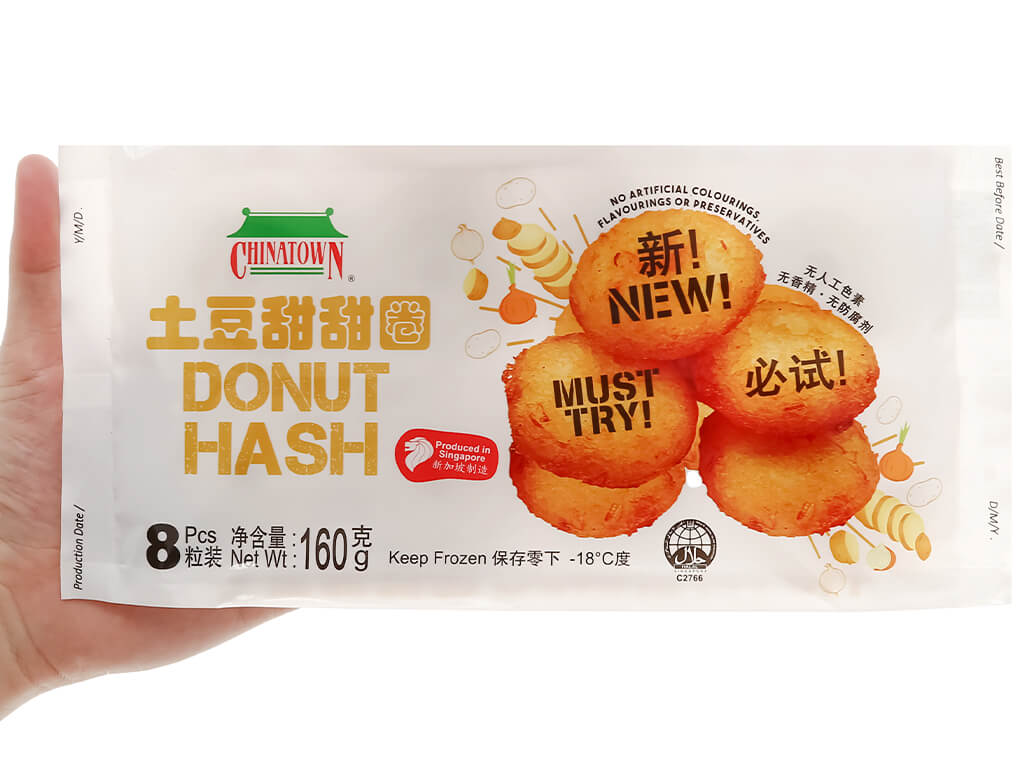 Y/M/D.
Production Date /
CHINATOWN
®
土豆甜甜圈
DONUT
HASH
Produced in
Singapore
新加坡制造
8 Pcs 粒装
净含量:160克
Net Wt:160g
Keep Frozen 保存零下 -18°C度
NO ARTIFICIAL COLOURINGS,
FLAVOURINGS OR PRESERVATIVES
新!
NEW!
无人工色素
无香精·无防腐剂
MUST
TRY!
必试!
HALAL
SINGAPORE
C2766
Best Before Date /
D/M/Y.